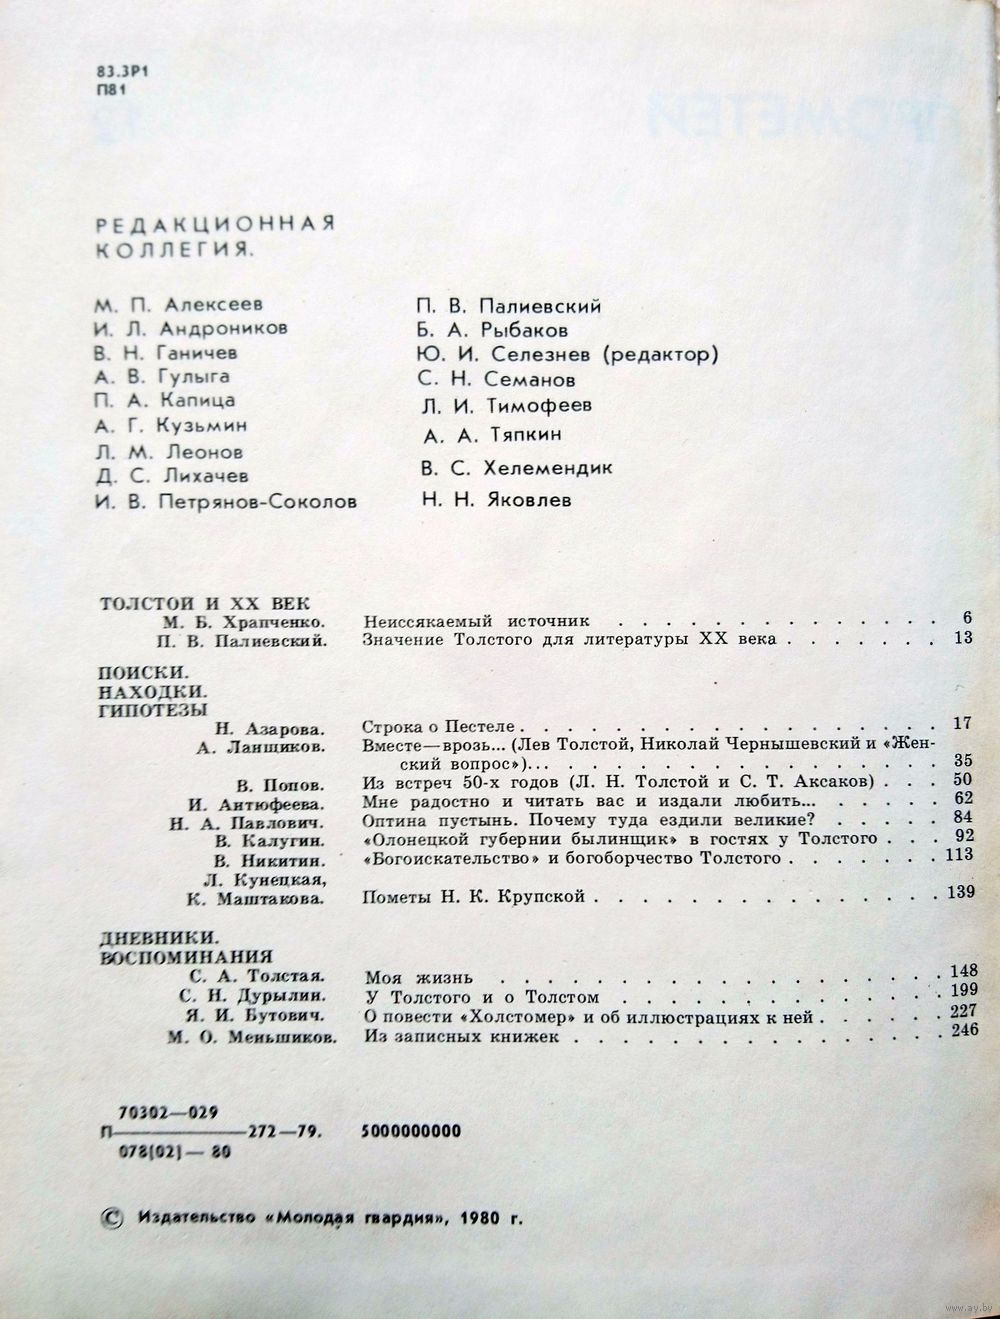 83.3Р1
П81
ПРОМЕТЕЙ 12
РЕДАКЦИОННАЯ
КОЛЛЕГИЯ.
М. П. Алексеев
И. Л. Андроников
В. Н. Ганичев
А. В. Гулыга
П. А. Капица
А. Г. Кузьмин
Л. М. Леонов
Д. С. Лихачев
И. В. Петрянов-Соколов
П. В. Палиевский
Б. А. Рыбаков
Ю. И. Селезнев (редактор)
С. Н. Семанов
Л. И. Тимофеев
А. А. Тяпкин
В. С. Хелемендик
Н. Н. Яковлев
ТОЛСТОЙ И XX ВЕК
М. Б. Храпченко. Неиссякаемый источник . . . . . . . . . . . . . . . 6
П. В. Палиевский. Значение Толстого для литературы XX века . . . . . . . 13
ПОИСКИ.
НАХОДКИ.
ГИПОТЕЗЫ
Н. Азарова. Строка о Пестеле . . . . . . . . . . . . . . . . . 17
А. Ланщиков. Вместе—врозь... (Лев Толстой, Николай Чернышевский и «Жен-
ский вопрос»)... . . . . . . . . . . . . . . . . 35
В. Попов. Из встреч 50-х годов (Л. Н. Толстой и С. Т. Аксаков) . . . 50
И. Антюфеева. Мне радостно и читать вас и издали любить... . . . . . 62
Н. А. Павлович. Оптина пустынь. Почему туда ездили великие? . . . . . 84
В. Калугин. «Олонецкой губернии былинщик» в гостях у Толстого . . . 92
В. Никитин. «Богоискательство» и богоборчество Толстого . . . . . . . 113
Л. Кунецкая,
К. Маштакова. Пометы Н. К. Крупской . . . . . . . . . . . . . . 139
ДНЕВНИКИ.
ВОСПОМИНАНИЯ
С. А. Толстая. Моя жизнь . . . . . . . . . . . . . . . . . 148
С. Н. Дурылин. У Толстого и о Толстом . . . . . . . . . . . . . 199
Я. И. Бутович. О повести «Холстомер» и об иллюстрациях к ней . . . . . . 227
М. О. Меньшиков. Из записных книжек . . . . . . . . . . . . . . . 246
70302—029
П————272—79. 5000000000
078(02)—80
© Издательство «Молодая гвардия», 1980 г.
www.ay.by